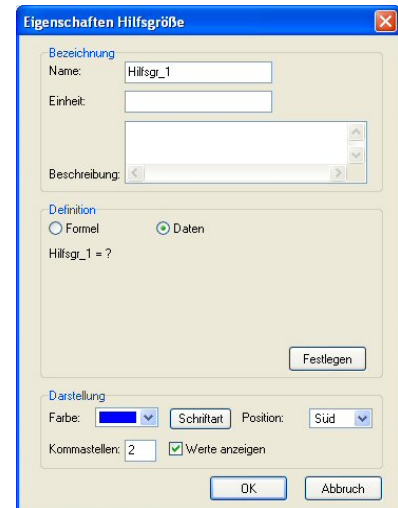 Eigenschaften Hilfsgröße
Bezeichnung
Name: Hilfsgr_1
Einheit:
Beschreibung:
Definition
Formel Daten
Hilfsgr_1 = ?
Festlegen
Darstellung
Farbe: Schriftart Position: Süd
Kommastellen: 2 Werte anzeigen
OK Abbruch